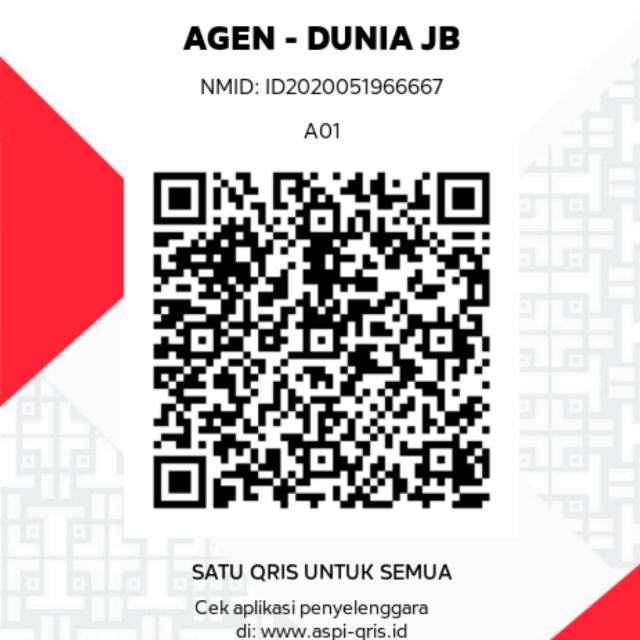 AGEN - DUNIA JB
NMID: ID2020051966667
A01
SATU QRIS UNTUK SEMUA
Cek aplikasi penyelenggara
di: www.aspi-qris.id